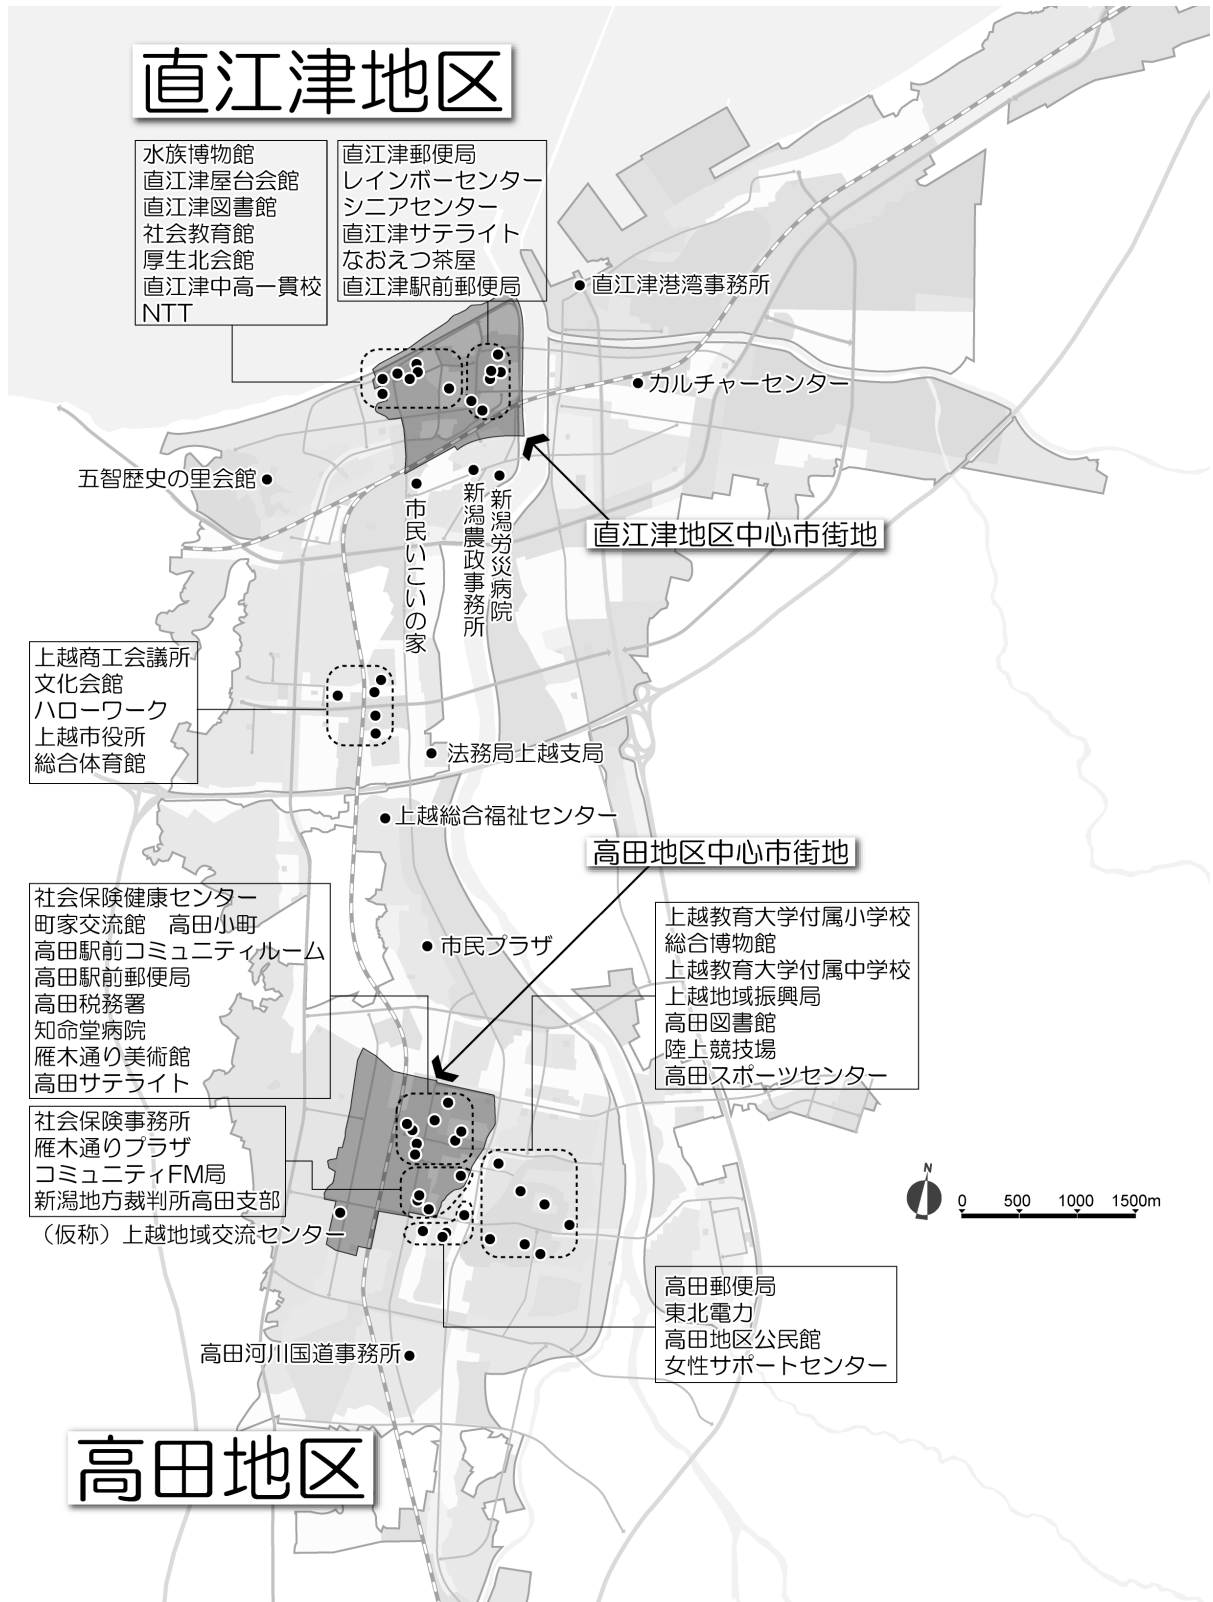 直江津地区
水族博物館
直江津屋台会館
直江津図書館
社会教育館
厚生北会館
直江津中高一貫校
NTT
直江津郵便局
レインボーセンター
シニアセンター
直江津サテライト
なおえつ茶屋
直江津駅前郵便局
直江津港湾事務所
カルチャーセンター
五智歴史の里会館
市民いこいの家
新潟農政事務所
新潟労災病院
直江津地区中心市街地
上越商工会議所
文化会館
ハローワーク
上越市役所
総合体育館
法務局上越支局
上越総合福祉センター
高田地区中心市街地
社会保険健康センター
町家交流館　高田小町
高田駅前コミュニティルーム
高田駅前郵便局
高田税務署
知命堂病院
雁木通り美術館
高田サテライト
市民プラザ
上越教育大学付属小学校
総合博物館
上越教育大学付属中学校
上越地域振興局
高田図書館
陸上競技場
高田スポーツセンター
社会保険事務所
雁木通りプラザ
コミュニティFM局
新潟地方裁判所高田支部
（仮称）上越地域交流センター
N
0 500 1000 1500m
高田郵便局
東北電力
高田地区公民館
女性サポートセンター
高田河川国道事務所
高田地区